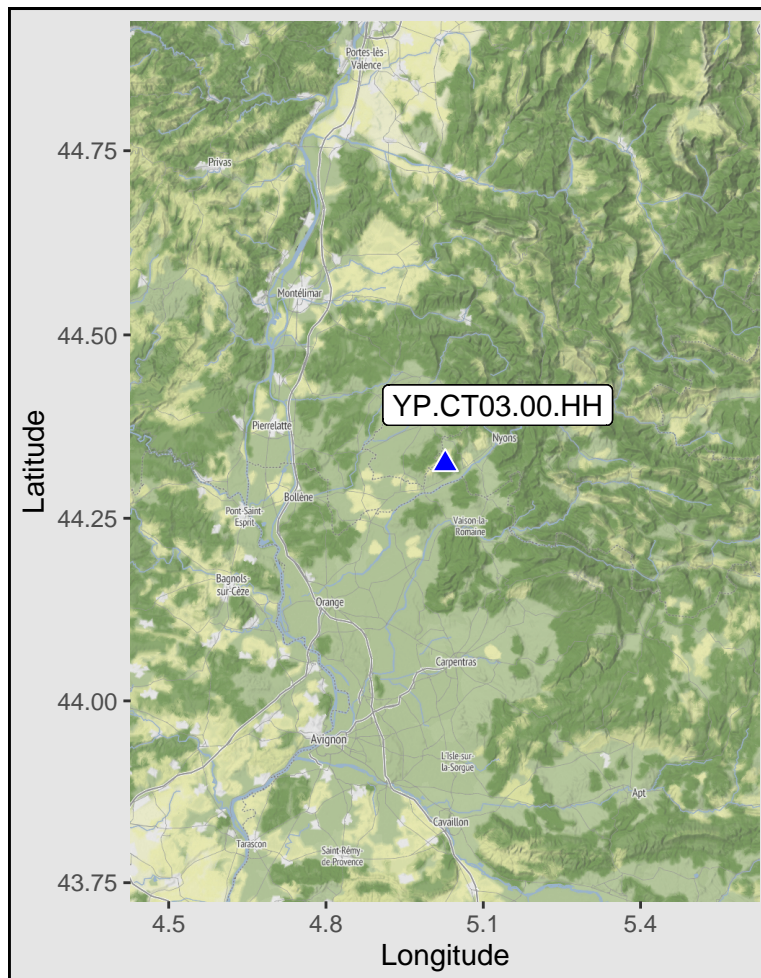 Portes-lès-
Valence
44.75
Privas
Montélimar
44.50
YP.CT03.00.HH
Pierrelatte
Nyons
Latitude
44.25
Bollène
Pont-Saint-
Esprit
Vaison-la
Romaine
Bagnols
-sur-Cèze
Orange
Carpentras
44.00
Avignon
L'Isle-sur
-la-Sorgue
Apt
Cavaillon
Tarascon
Saint-Rémy
-de-Provence
43.75
4.5
4.8
5.1
5.4
Longitude